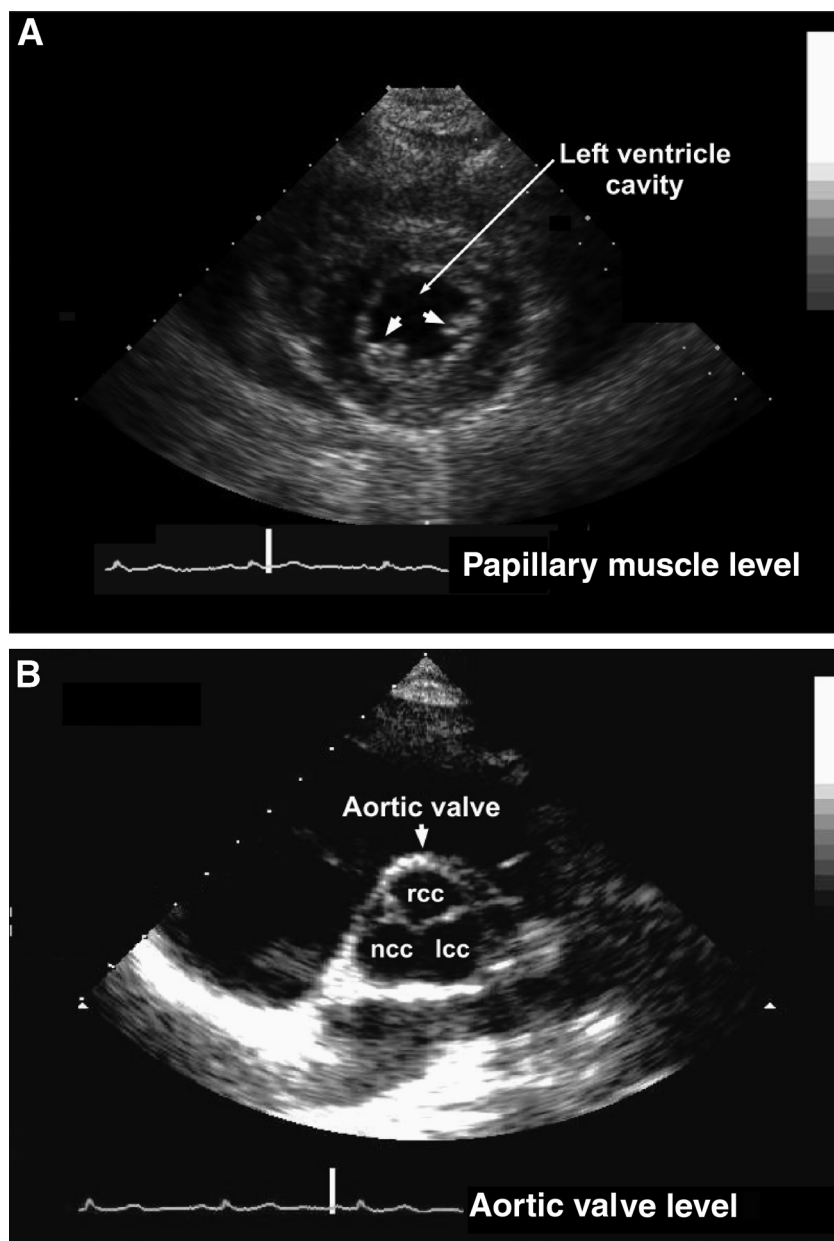 A
Left ventricle
cavity
Papillary muscle level
B
Aortic valve
rcc
ncc lcc
Aortic valve level